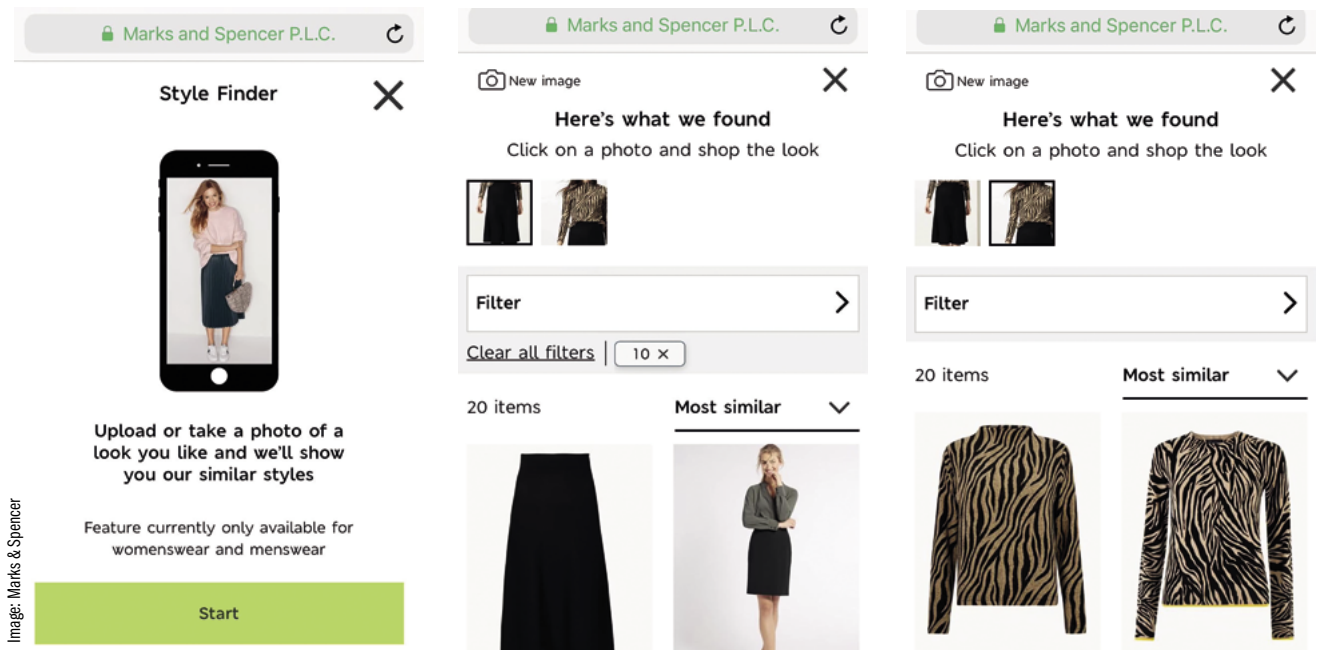 Marks and Spencer P.L.C.
Style Finder
Upload or take a photo of a
look you like and we'll show
you our similar styles
Feature currently only available for
womenswear and menswear
Start
Image: Marks & Spencer
Marks and Spencer P.L.C.
New image
Here's what we found
Click on a photo and shop the look
Filter
Clear all filters
10 ×
20 items
Most similar
Marks and Spencer P.L.C.
New image
Here's what we found
Click on a photo and shop the look
Filter
20 items
Most similar